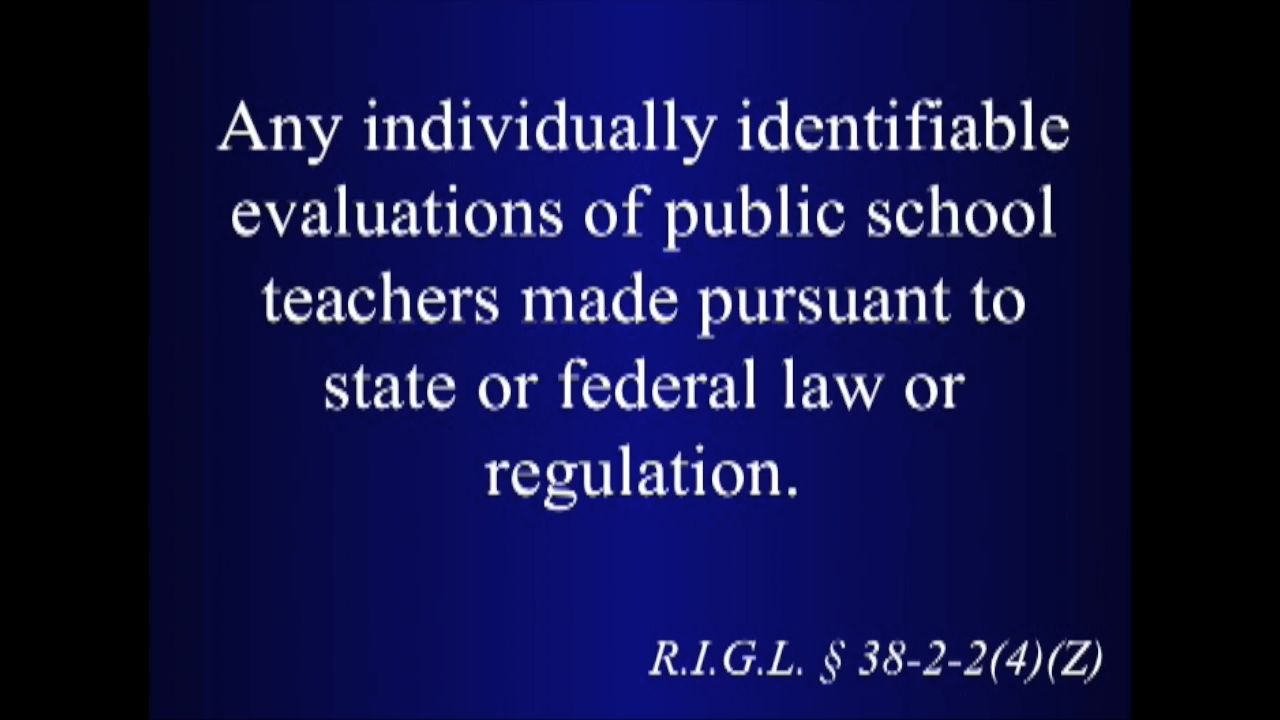 Any individually identifiable
evaluations of public school
teachers made pursuant to
state or federal law or
regulation.
R.I.G.L. § 38-2-2(4)(Z)